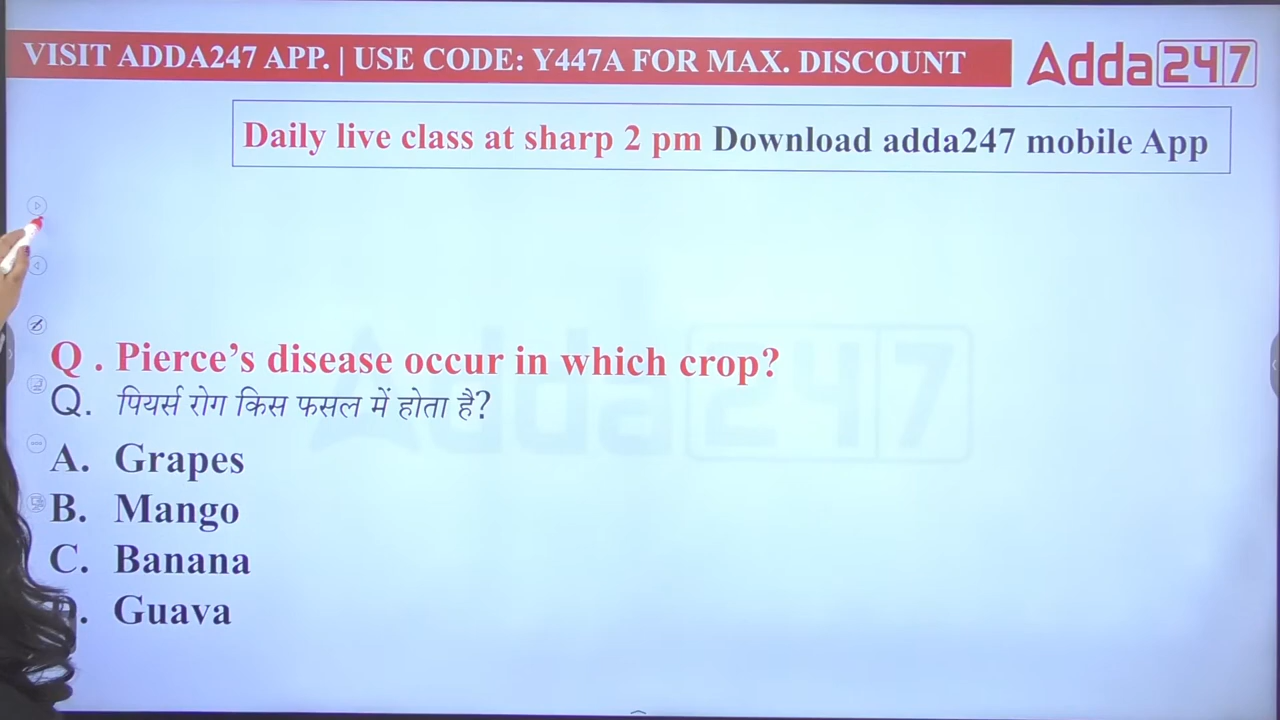 VISIT ADDA247 APP. | USE CODE: Y447A FOR MAX. DISCOUNT
Adda247
Daily live class at sharp 2 pm Download adda247 mobile App
Adda247
Q . Pierce’s disease occur in which crop?
Q. पियर्स रोग किस फसल में होता है?
A. Grapes
B. Mango
C. Banana
. Guava